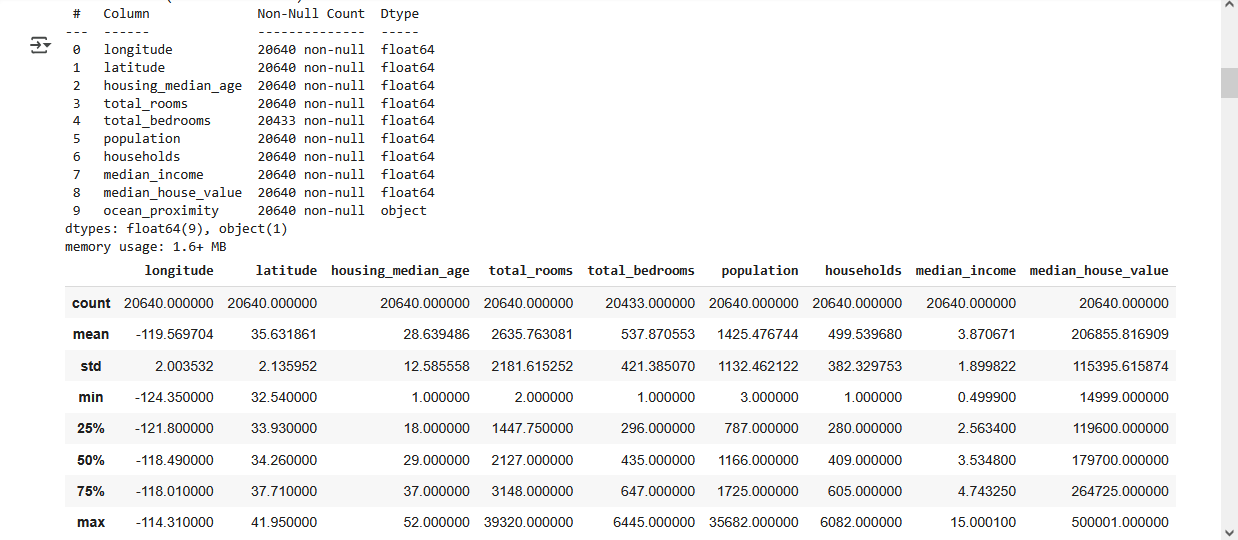 #   Column              Non-Null Count  Dtype
---  ------              --------------  -----
0   longitude           20640 non-null  float64
1   latitude            20640 non-null  float64
2   housing_median_age  20640 non-null  float64
3   total_rooms         20640 non-null  float64
4   total_bedrooms      20433 non-null  float64
5   population          20640 non-null  float64
6   households          20640 non-null  float64
7   median_income       20640 non-null  float64
8   median_house_value  20640 non-null  float64
9   ocean_proximity     20640 non-null  object
dtypes: float64(9), object(1)
memory usage: 1.6+ MB
longitude latitude housing_median_age total_rooms total_bedrooms population households median_income median_house_value
count 20640.000000 20640.000000 20640.000000 20640.000000 20433.000000 20640.000000 20640.000000 20640.000000 20640.000000
mean -119.569704 35.631861 28.639486 2635.763081 537.870553 1425.476744 499.539680 3.870671 206855.816909
std 2.003532 2.135952 12.585558 2181.615252 421.385070 1132.462122 382.329753 1.899822 115395.615874
min -124.350000 32.540000 1.000000 2.000000 1.000000 3.000000 1.000000 0.499900 14999.000000
25% -121.800000 33.930000 18.000000 1447.750000 296.000000 787.000000 280.000000 2.563400 119600.000000
50% -118.490000 34.260000 29.000000 2127.000000 435.000000 1166.000000 409.000000 3.534800 179700.000000
75% -118.010000 37.710000 37.000000 3148.000000 647.000000 1725.000000 605.000000 4.743250 264725.000000
max -114.310000 41.950000 52.000000 39320.000000 6445.000000 35682.000000 6082.000000 15.000100 500001.000000